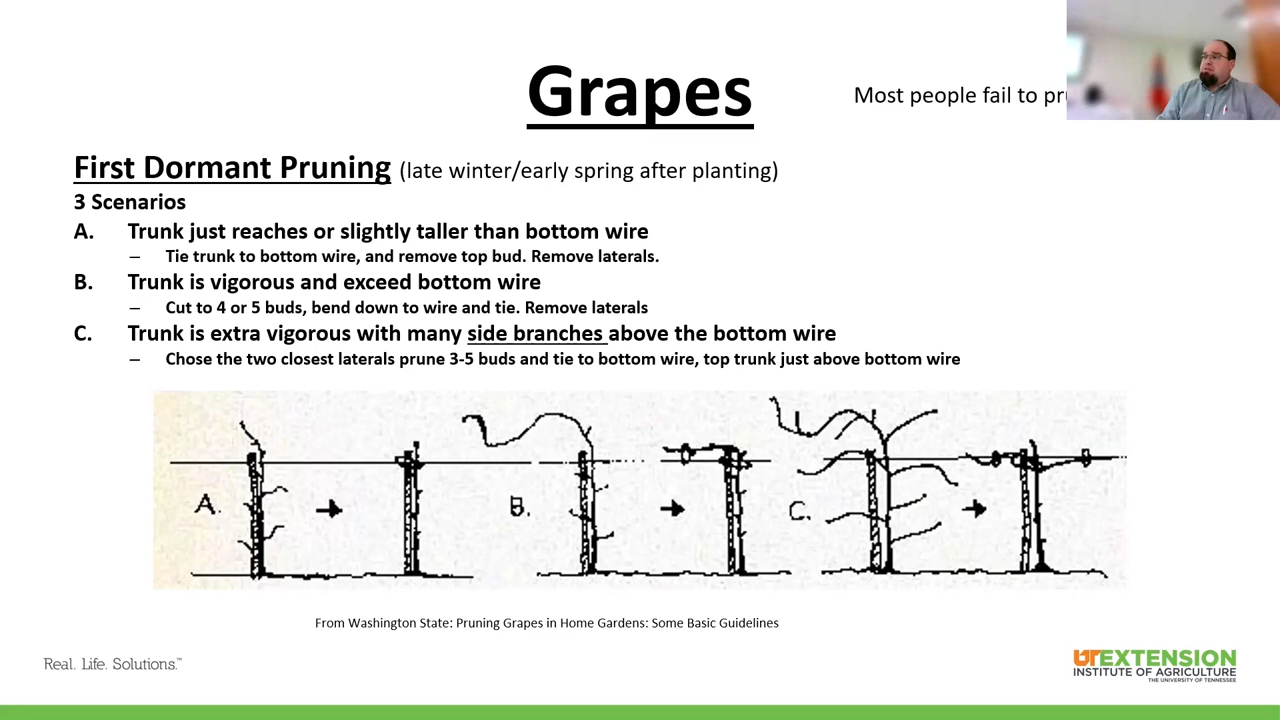 Grapes
Most people fail to
First Dormant Pruning (late winter/early spring after planting)
3 Scenarios
A. Trunk just reaches or slightly taller than bottom wire
– Tie trunk to bottom wire, and remove top bud. Remove laterals.
B. Trunk is vigorous and exceed bottom wire
– Cut to 4 or 5 buds, bend down to wire and tie. Remove laterals
C. Trunk is extra vigorous with many side branches above the bottom wire
– Chose the two closest laterals prune 3-5 buds and tie to bottom wire, top trunk just above bottom wire
A. B. C.
From Washington State: Pruning Grapes in Home Gardens: Some Basic Guidelines
Real. Life. Solutions.™
UT EXTENSION
INSTITUTE OF AGRICULTURE
THE UNIVERSITY OF TENNESSEE